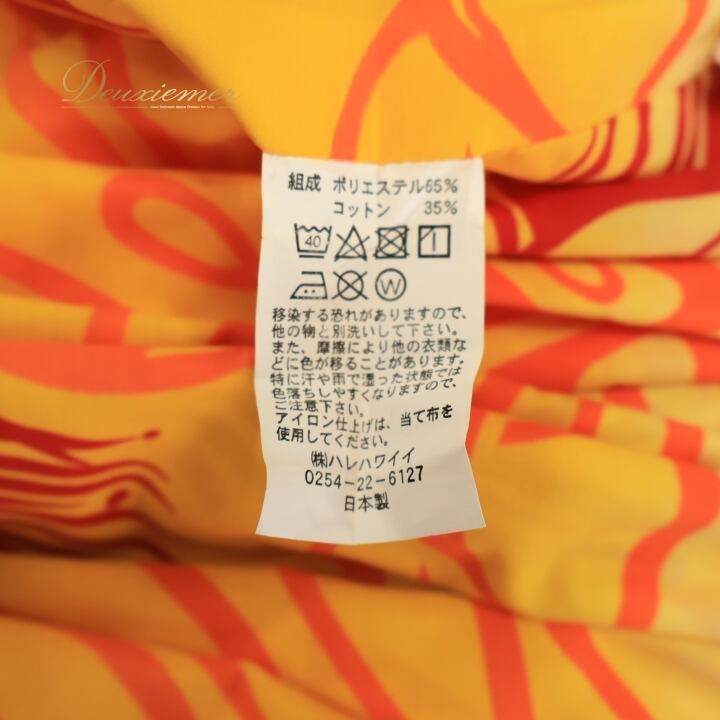 Deuxiemer
組成 ポリエステル65%
コットン 35%
40
W
移染する恐れがありますので、
他の物と別洗いして下さい。
また、摩擦により他の衣類な
どに色が移ることがあります。
特に汗や雨で湿った状態では
色落ちしやすくなりますので、
ご注意下さい。
アイロン仕上げは、当て布を
使用してください。
㈱ハレハワイイ
0254-22-6127
日本製